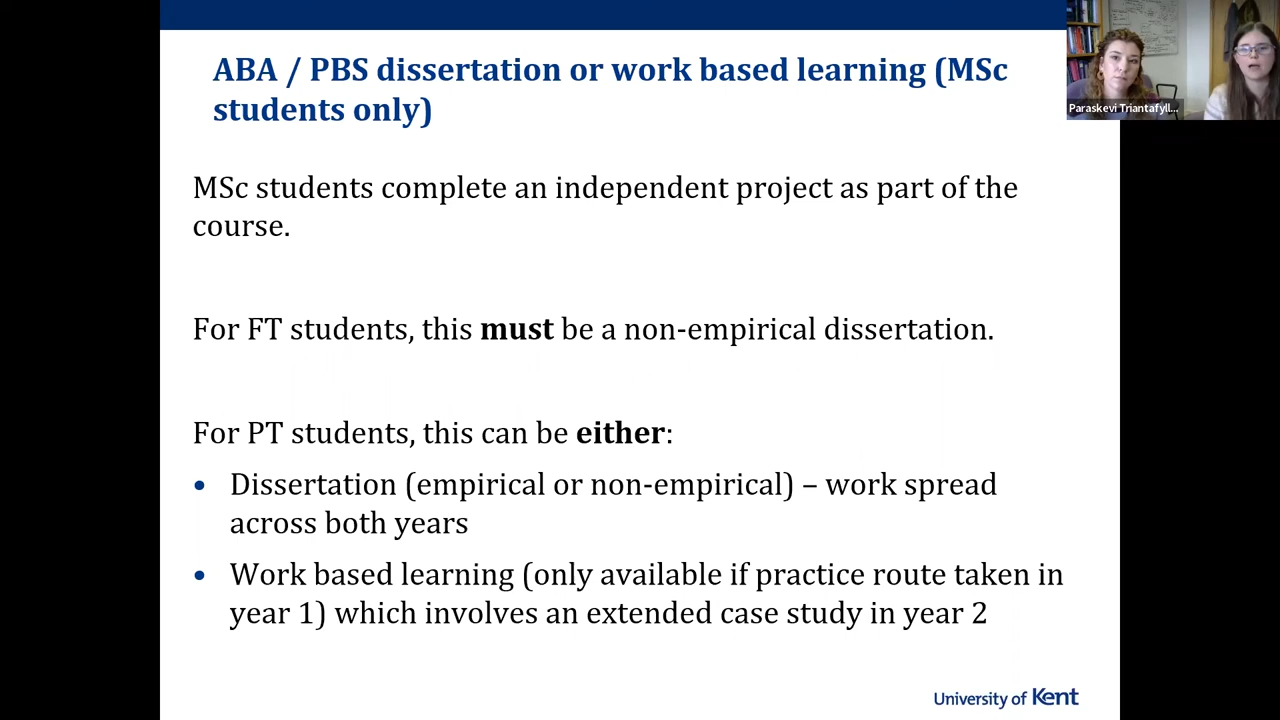 ABA / PBS dissertation or work based learning (MSc
students only)
Paraskevi Triantafyll...
MSc students complete an independent project as part of the
course.
For FT students, this must be a non-empirical dissertation.
For PT students, this can be either:
• Dissertation (empirical or non-empirical) – work spread
across both years
• Work based learning (only available if practice route taken in
year 1) which involves an extended case study in year 2
University of Kent